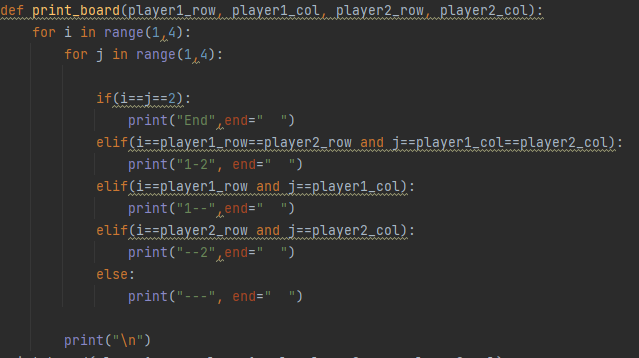 def print_board(player1_row, player1_col, player2_row, player2_col):
    for i in range(1,4):
        for j in range(1,4):
            if(i==j==2):
                print("End",end="  ")
            elif(i==player1_row==player2_row and j==player1_col==player2_col):
                print("1-2", end="  ")
            elif(i==player1_row and j==player1_col):
                print("1--",end="  ")
            elif(i==player2_row and j==player2_col):
                print("--2",end="  ")
            else:
                print("---", end="  ")
        print("\n")